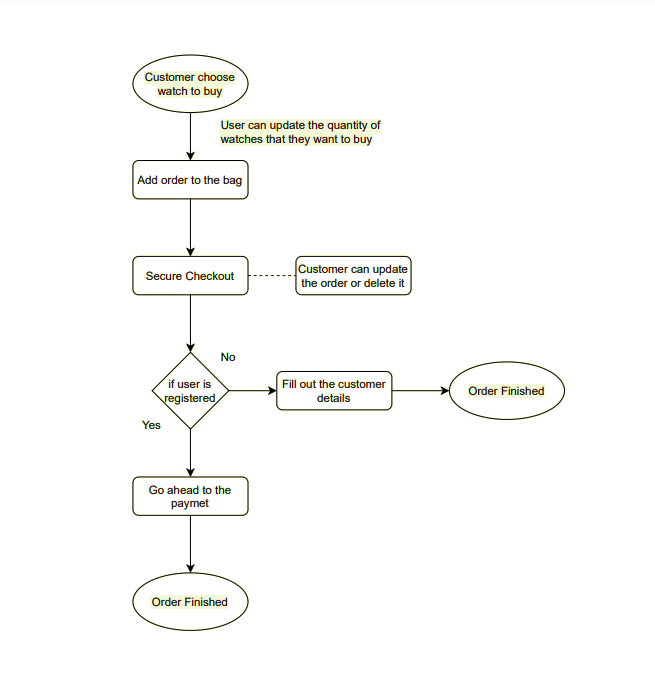 Customer choose
watch to buy
User can update the quantity of
watches that they want to buy
Add order to the bag
Secure Checkout
Customer can update
the order or delete it
No
if user is
registered
Fill out the customer
details
Order Finished
Yes
Go ahead to the
paymet
Order Finished